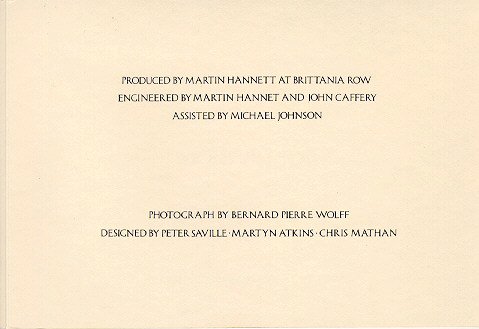 PRODUCED BY MARTIN HANNETT AT BRITTANIA ROW
ENGINEERED BY MARTIN HANNET AND JOHN CAFFERY
ASSISTED BY MICHAEL JOHNSON
PHOTOGRAPH BY BERNARD PIERRE WOLFF
DESIGNED BY PETER SAVILLE · MARTYN ATKINS · CHRIS MATHAN